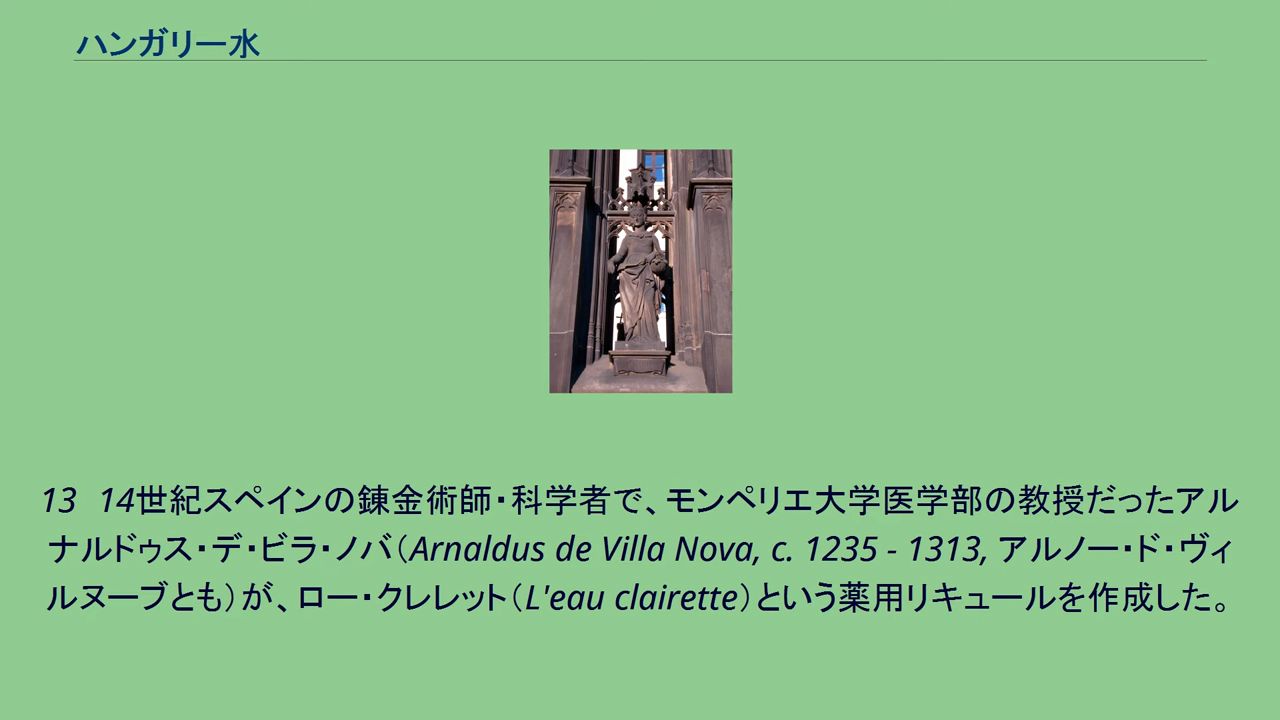 ハンガリー水
13 14世紀スペインの錬金術師・科学者で、モンペリエ大学医学部の教授だったアル
ナルドゥス・デ・ビラ・ノバ（Arnaldus de Villa Nova, c. 1235 - 1313, アルノー・ド・ヴィ
ルヌーブとも）が、ロー・クレレット（L'eau clairette）という薬用リキュールを作成した。